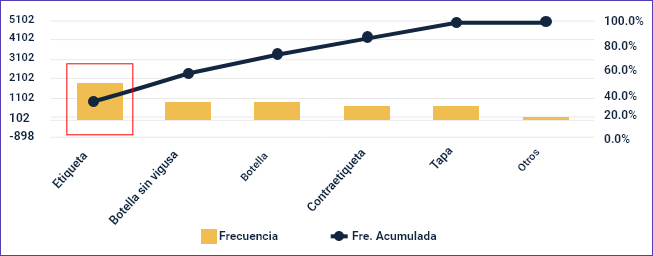 5102
4102
3102
2102
1102
102
-898
100.0%
80.0%
60.0%
40.0%
20.0%
0.0%
Etiqueta
Botella sin vigusa
Botella
Contraetiqueta
Tapa
Otros
Frecuencia
Fre. Acumulada